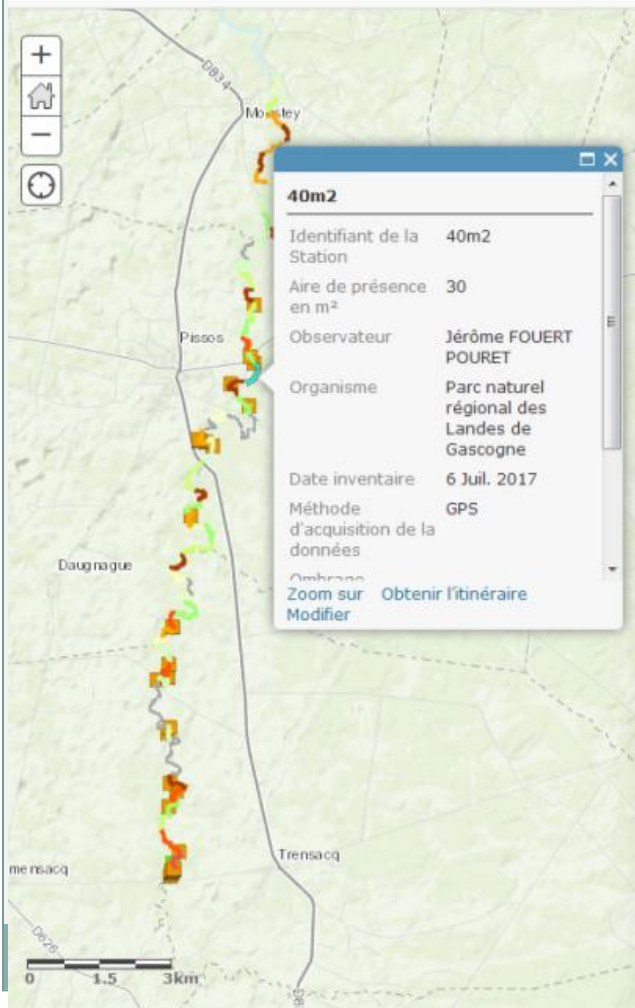 +
−
D834
40m2
Identifiant de la Station
40m2
Aire de présence en m²
30
Observateur
Jérôme FOUERT POURET
Organisme
Parc naturel régional des Landes de Gascogne
Date inventaire
6 Juil. 2017
Méthode d'acquisition de la données
GPS
Ombrage
Zoom sur
Obtenir l'itinéraire
Modifier
Pissos
Daugnague
Trensacq
mensacq
D626
0
1.5
3km